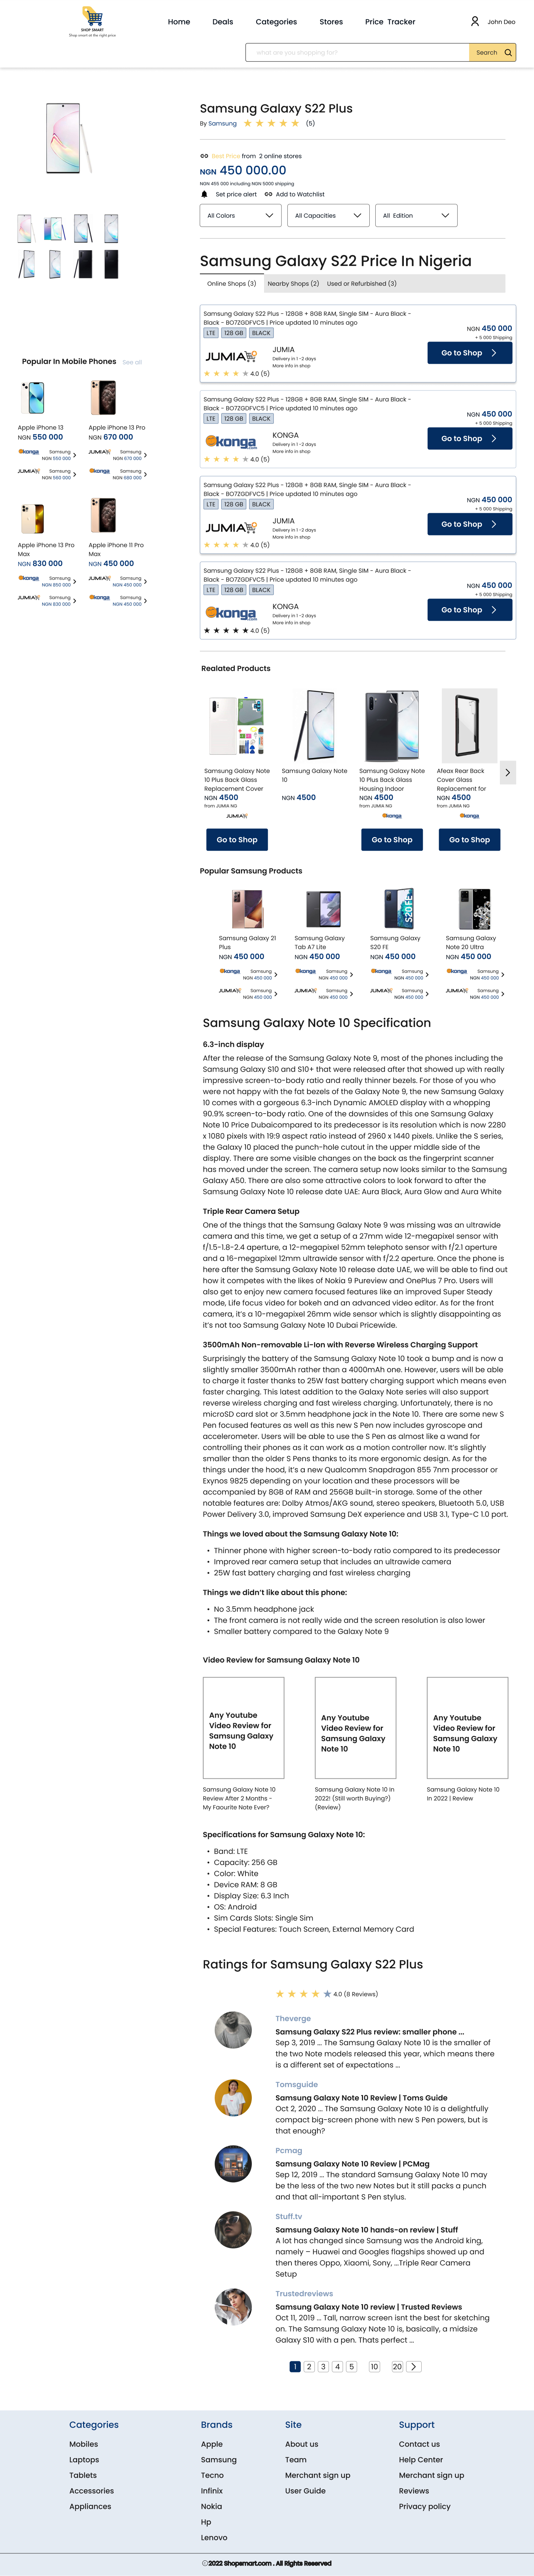 SHOP SMART
Shop smart at the right price
Home Deals Categories Stores Price Tracker
John Deo
what are you shopping for?
Search
Samsung Galaxy S22 Plus
By Samsung (5)
Best Price from 2 online stores
NGN 450 000.00
NGN 455 000 including NGN 5000 shipping
Set price alert Add to Watchlist
All Colors All Capacities All Edition
Samsung Galaxy S22 Price In Nigeria
Online Shops (3) Nearby Shops (2) Used or Refurbished (3)
Samsung Galaxy S22 Plus - 128GB + 8GB RAM, Single SIM - Aura Black -
Black - BO7ZGDFVC5 | Price updated 10 minutes ago
LTE 128 GB BLACK
NGN 450 000
+ 5 000 Shipping
JUMIA
JUMIA
Delivery in 1 -2 days
More info in shop
4.0 (5)
Go to Shop
Samsung Galaxy S22 Plus - 128GB + 8GB RAM, Single SIM - Aura Black -
Black - BO7ZGDFVC5 | Price updated 10 minutes ago
LTE 128 GB BLACK
NGN 450 000
+ 5 000 Shipping
konga
KONGA
Delivery in 1 -2 days
More info in shop
4.0 (5)
Go to Shop
Samsung Galaxy S22 Plus - 128GB + 8GB RAM, Single SIM - Aura Black -
Black - BO7ZGDFVC5 | Price updated 10 minutes ago
LTE 128 GB BLACK
NGN 450 000
+ 5 000 Shipping
JUMIA
JUMIA
Delivery in 1 -2 days
More info in shop
4.0 (5)
Go to Shop
Samsung Galaxy S22 Plus - 128GB + 8GB RAM, Single SIM - Aura Black -
Black - BO7ZGDFVC5 | Price updated 10 minutes ago
LTE 128 GB BLACK
NGN 450 000
+ 5 000 Shipping
konga
KONGA
Delivery in 1 -2 days
More info in shop
4.0 (5)
Go to Shop
Popular In Mobile Phones See all
Apple iPhone 13
NGN 550 000
konga Samsung
NGN 550 000
JUMIA Samsung
NGN 560 000
Apple iPhone 13 Pro
NGN 670 000
JUMIA Samsung
NGN 670 000
konga Samsung
NGN 680 000
Apple iPhone 13 Pro
Max
NGN 830 000
konga Samsung
NGN 850 000
JUMIA Samsung
NGN 830 000
Apple iPhone 11 Pro
Max
NGN 450 000
JUMIA Samsung
NGN 450 000
konga Samsung
NGN 450 000
Realated Products
Samsung Galaxy Note
10 Plus Back Glass
Replacement Cover
NGN 4500
from JUMIA NG
JUMIA
Go to Shop
Samsung Galaxy Note
10
NGN 4500
Samsung Galaxy Note
10 Plus Back Glass
Housing Indoor
NGN 4500
from JUMIA NG
konga
Go to Shop
Afeax Rear Back
Cover Glass
Replacement for
NGN 4500
from JUMIA NG
konga
Go to Shop
Popular Samsung Products
S20 FE
Samsung Galaxy 21
Plus
NGN 450 000
konga Samsung
NGN 450 000
JUMIA Samsung
NGN 450 000
Samsung Galaxy
Tab A7 Lite
NGN 450 000
konga Samsung
NGN 450 000
JUMIA Samsung
NGN 450 000
Samsung Galaxy
S20 FE
NGN 450 000
konga Samsung
NGN 450 000
JUMIA Samsung
NGN 450 000
Samsung Galaxy
Note 20 Ultra
NGN 450 000
konga Samsung
NGN 450 000
JUMIA Samsung
NGN 450 000
Samsung Galaxy Note 10 Specification
6.3-inch display
After the release of the Samsung Galaxy Note 9, most of the phones including the
Samsung Galaxy S10 and S10+ that were released after that showed up with really
impressive screen-to-body ratio and really thinner bezels. For those of you who
were not happy with the fat bezels of the Galaxy Note 9, the new Samsung Galaxy
10 comes with a gorgeous 6.3-inch Dynamic AMOLED display with a whopping
90.9% screen-to-body ratio. One of the downsides of this one Samsung Galaxy
Note 10 Price Dubaicompared to its predecessor is its resolution which is now 2280
x 1080 pixels with 19:9 aspect ratio instead of 2960 x 1440 pixels. Unlike the S series,
the Galaxy 10 placed the punch-hole cutout in the upper middle side of the
display. There are some visible changes on the back as the fingerprint scanner
has moved under the screen. The camera setup now looks similar to the Samsung
Galaxy A50. There are also some attractive colors to look forward to after the
Samsung Galaxy Note 10 release date UAE: Aura Black, Aura Glow and Aura White
Triple Rear Camera Setup
One of the things that the Samsung Galaxy Note 9 was missing was an ultrawide
camera and this time, we get a setup of a 27mm wide 12-megapixel sensor with
f/1.5-1.8-2.4 aperture, a 12-megapixel 52mm telephoto sensor with f/2.1 aperture
and a 16-megapixel 12mm ultrawide sensor with f/2.2 aperture. Once the phone is
here after the Samsung Note 10 release date UAE, we will be able to find out
how it competes with the likes of Nokia 9 Pureview and OnePlus 7 Pro. Users will
also get to enjoy new camera focused features like an improved Super Steady
mode, Life focus video for bokeh and an advanced video editor. As for the front
camera, it's a 10-megapixel 26mm wide sensor which is slightly disappointing as
it's not too Samsung Galaxy Note 10 Dubai Pricewide.
3500mAh Non-removable Li-Ion with Reverse Wireless Charging Support
Surprisingly the battery of the Samsung Galaxy Note 10 took a bump and is now a
slightly smaller 3500mAh rather than a 4000mAh one. However, users will be able
to charge it faster thanks to 25W fast battery charging support which means even
faster charging. This latest addition to the Galaxy Note series will also support
reverse wireless charging and fast wireless charging. Unfortunately, there is no
microSD card slot or 3.5mm headphone jack in the Note 10. There are some new S
Pen focused features as well as this new S Pen now includes gyroscope and
accelerometer. Users will be able to use the S Pen as almost like a wand for
controlling their phones as it can work as a motion controller now. It's slightly
smaller than the older S Pens thanks to its more ergonomic design. As for the
things under the hood, it's a new Qualcomm Snapdragon 855 7nm processor or
Exynos 9825 depending on your location and these processors will be
accompanied by 8GB of RAM and 256GB built-in storage. Some of the other
notable features are: Dolby Atmos/AKG sound, stereo speakers, Bluetooth 5.0, USB
Power Delivery 3.0, improved Samsung DeX experience and USB 3.1, Type-C 1.0 port.
Things we loved about the Samsung Galaxy Note 10:
• Thinner phone with higher screen-to-body ratio compared to its predecessor
• Improved rear camera setup that includes an ultrawide camera
• 25W fast battery charging and fast wireless charging
Things we didn't like about this phone:
• No 3.5mm headphone jack
• The front camera is not really wide and the screen resolution is also lower
• Smaller battery compared to the Galaxy Note 9
Video Review for Samsung Galaxy Note 10
Any Youtube
Video Review for
Samsung Galaxy
Note 10
Any Youtube
Video Review for
Samsung Galaxy
Note 10
Any Youtube
Video Review for
Samsung Galaxy
Note 10
Samsung Galaxy Note 10
Review After 2 Months -
My Faourite Note Ever?
Samsung Galaxy Note 10 In
2022! (Still worth Buying?)
(Review)
Samsung Galaxy Note 10
In 2022 | Review
Specifications for Samsung Galaxy Note 10:
• Band: LTE
• Capacity: 256 GB
• Color: White
• Device RAM: 8 GB
• Display Size: 6.3 Inch
• OS: Android
• Sim Cards Slots: Single Sim
• Special Features: Touch Screen, External Memory Card
Ratings for Samsung Galaxy S22 Plus
4.0 (8 Reviews)
Theverge
Samsung Galaxy S22 Plus review: smaller phone ...
Sep 3, 2019 ... The Samsung Galaxy Note 10 is the smaller of
the two Note models released this year, which means there
is a different set of expectations ...
Tomsguide
Samsung Galaxy Note 10 Review | Toms Guide
Oct 2, 2020 ... The Samsung Galaxy Note 10 is a delightfully
compact big-screen phone with new S Pen powers, but is
that enough?
Pcmag
Samsung Galaxy Note 10 Review | PCMag
Sep 12, 2019 ... The standard Samsung Galaxy Note 10 may
be the less of the two new Notes but it still packs a punch
and that all-important S Pen stylus.
Stuff.tv
Samsung Galaxy Note 10 hands-on review | Stuff
A lot has changed since Samsung was the Android king,
namely – Huawei and Googles flagships showed up and
then theres Oppo, Xiaomi, Sony, ...Triple Rear Camera
Setup
Trustedreviews
Samsung Galaxy Note 10 review | Trusted Reviews
Oct 11, 2019 ... Tall, narrow screen isnt the best for sketching
on. The Samsung Galaxy Note 10 is, basically, a midsize
Galaxy S10 with a pen. Thats perfect ...
1 2 3 4 5 10 20
Categories
Mobiles
Laptops
Tablets
Accessories
Appliances
Brands
Apple
Samsung
Tecno
Infinix
Nokia
Hp
Lenovo
Site
About us
Team
Merchant sign up
User Guide
Support
Contact us
Help Center
Merchant sign up
Reviews
Privacy policy
©2022 Shopsmart.com . All Rights Reserved